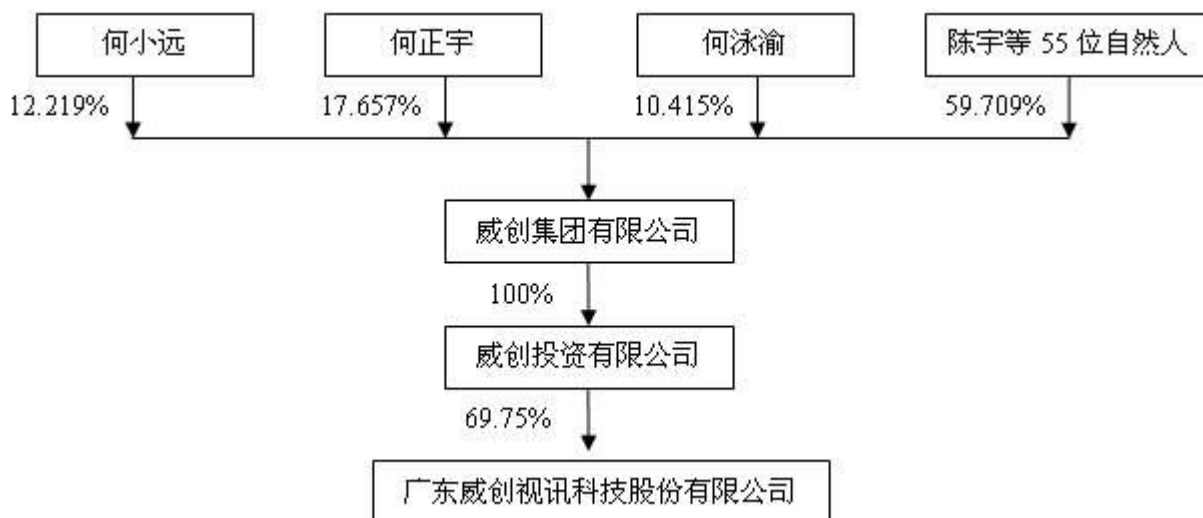 何小远
何正宇
何泳渝
陈宇等 55 位自然人
12.219%
17.657%
10.415%
59.709%
威创集团有限公司
100%
威创投资有限公司
69.75%
广东威创视讯科技股份有限公司